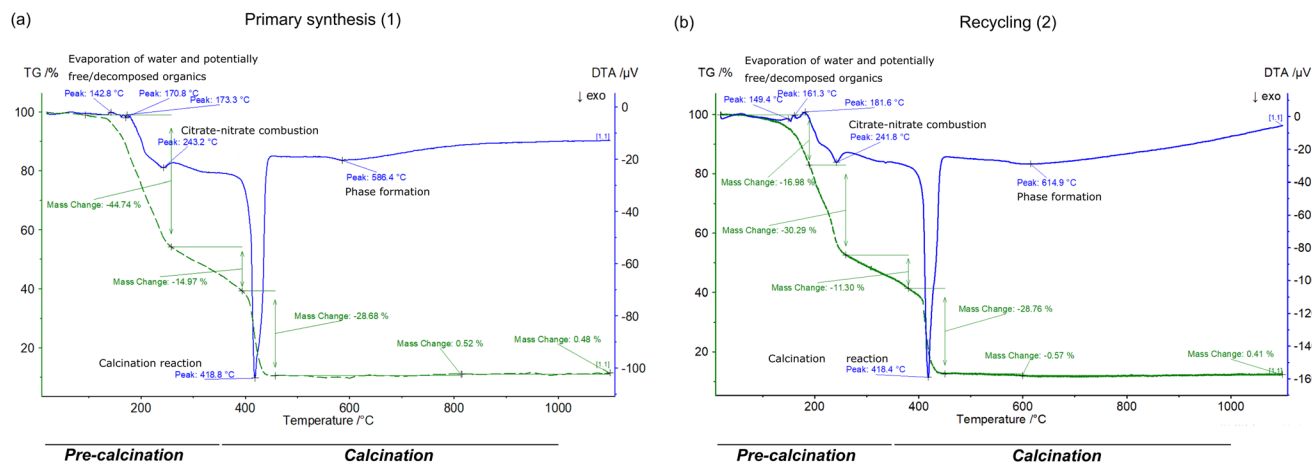 (a)
Primary synthesis (1)
Evaporation of water and potentially
free/decomposed organics
TG /%
DTA /µV
↓ exo
Peak: 142.8 °C
Peak: 170.8 °C
Peak: 173.3 °C
Citrate-nitrate combustion
Peak: 243.2 °C
[1.1]
Peak: 586.4 °C
Phase formation
Mass Change: -44.74 %
Mass Change: -14.97 %
Mass Change: -28.68 %
Mass Change: 0.52 %
Mass Change: 0.48 %
[1.1]
Calcination reaction
Peak: 418.8 °C
100
80
60
40
20
0
-20
-40
-60
-80
-100
200
400
600
800
1000
Temperature /°C
Pre-calcination
Calcination
(b)
Recycling (2)
Evaporation of water and potentially
free/decomposed organics
TG /%
DTA /µV
↓ exo
Peak: 149.4 °C
Peak: 161.3 °C
Peak: 181.6 °C
Citrate-nitrate combustion
Peak: 241.8 °C
[1.1]
Mass Change: -16.98 %
Peak: 614.9 °C
Phase formation
Mass Change: -30.29 %
Mass Change: -11.30 %
Mass Change: -28.76 %
Mass Change: -0.57 %
Mass Change: 0.41 %
[1.1]
Calcination reaction
Peak: 418.4 °C
100
80
60
40
20
0
-20
-40
-60
-80
-100
-120
-140
-160
200
400
600
800
1000
Temperature /°C
Pre-calcination
Calcination